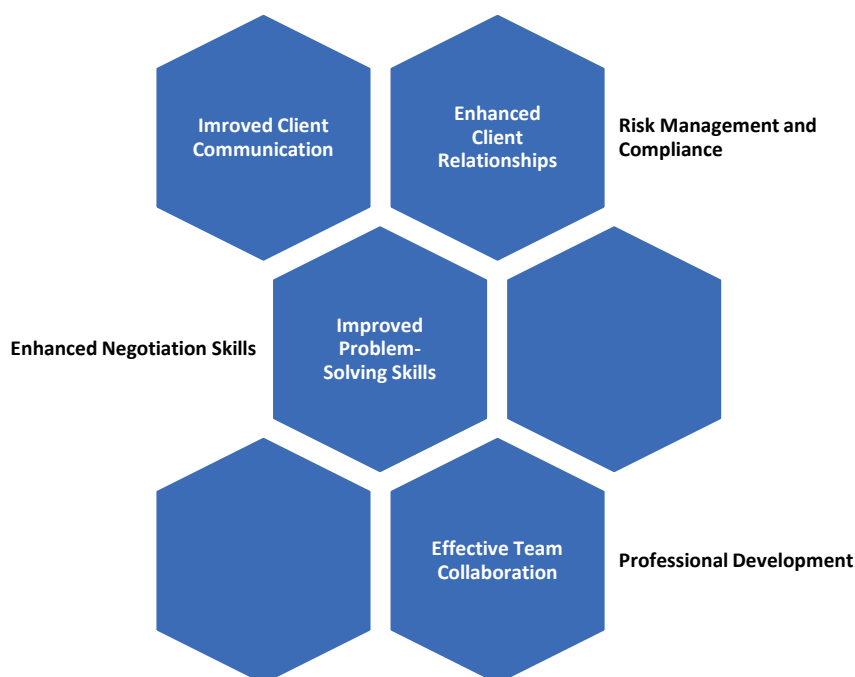 Imroved Client
Communication
Enhanced
Client
Relationships
Risk Management and
Compliance
Enhanced Negotiation Skills
Improved
Problem-
Solving Skills
Effective Team
Collaboration
Professional Development